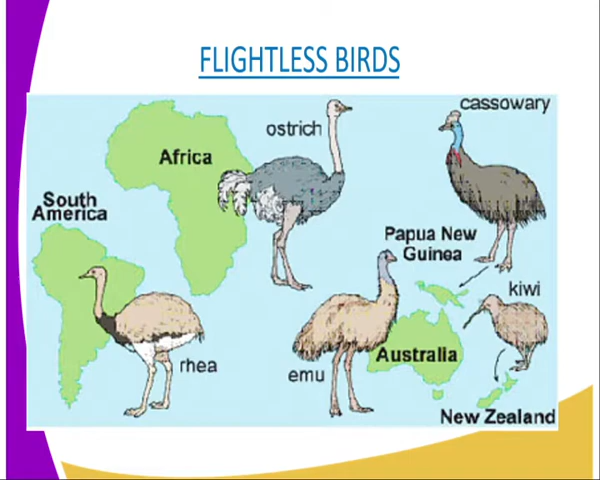 FLIGHTLESS BIRDS
cassowary
ostrich
Africa
South
America
Papua New
Guinea
kiwi
Australia
rhea
emu
New Zealand